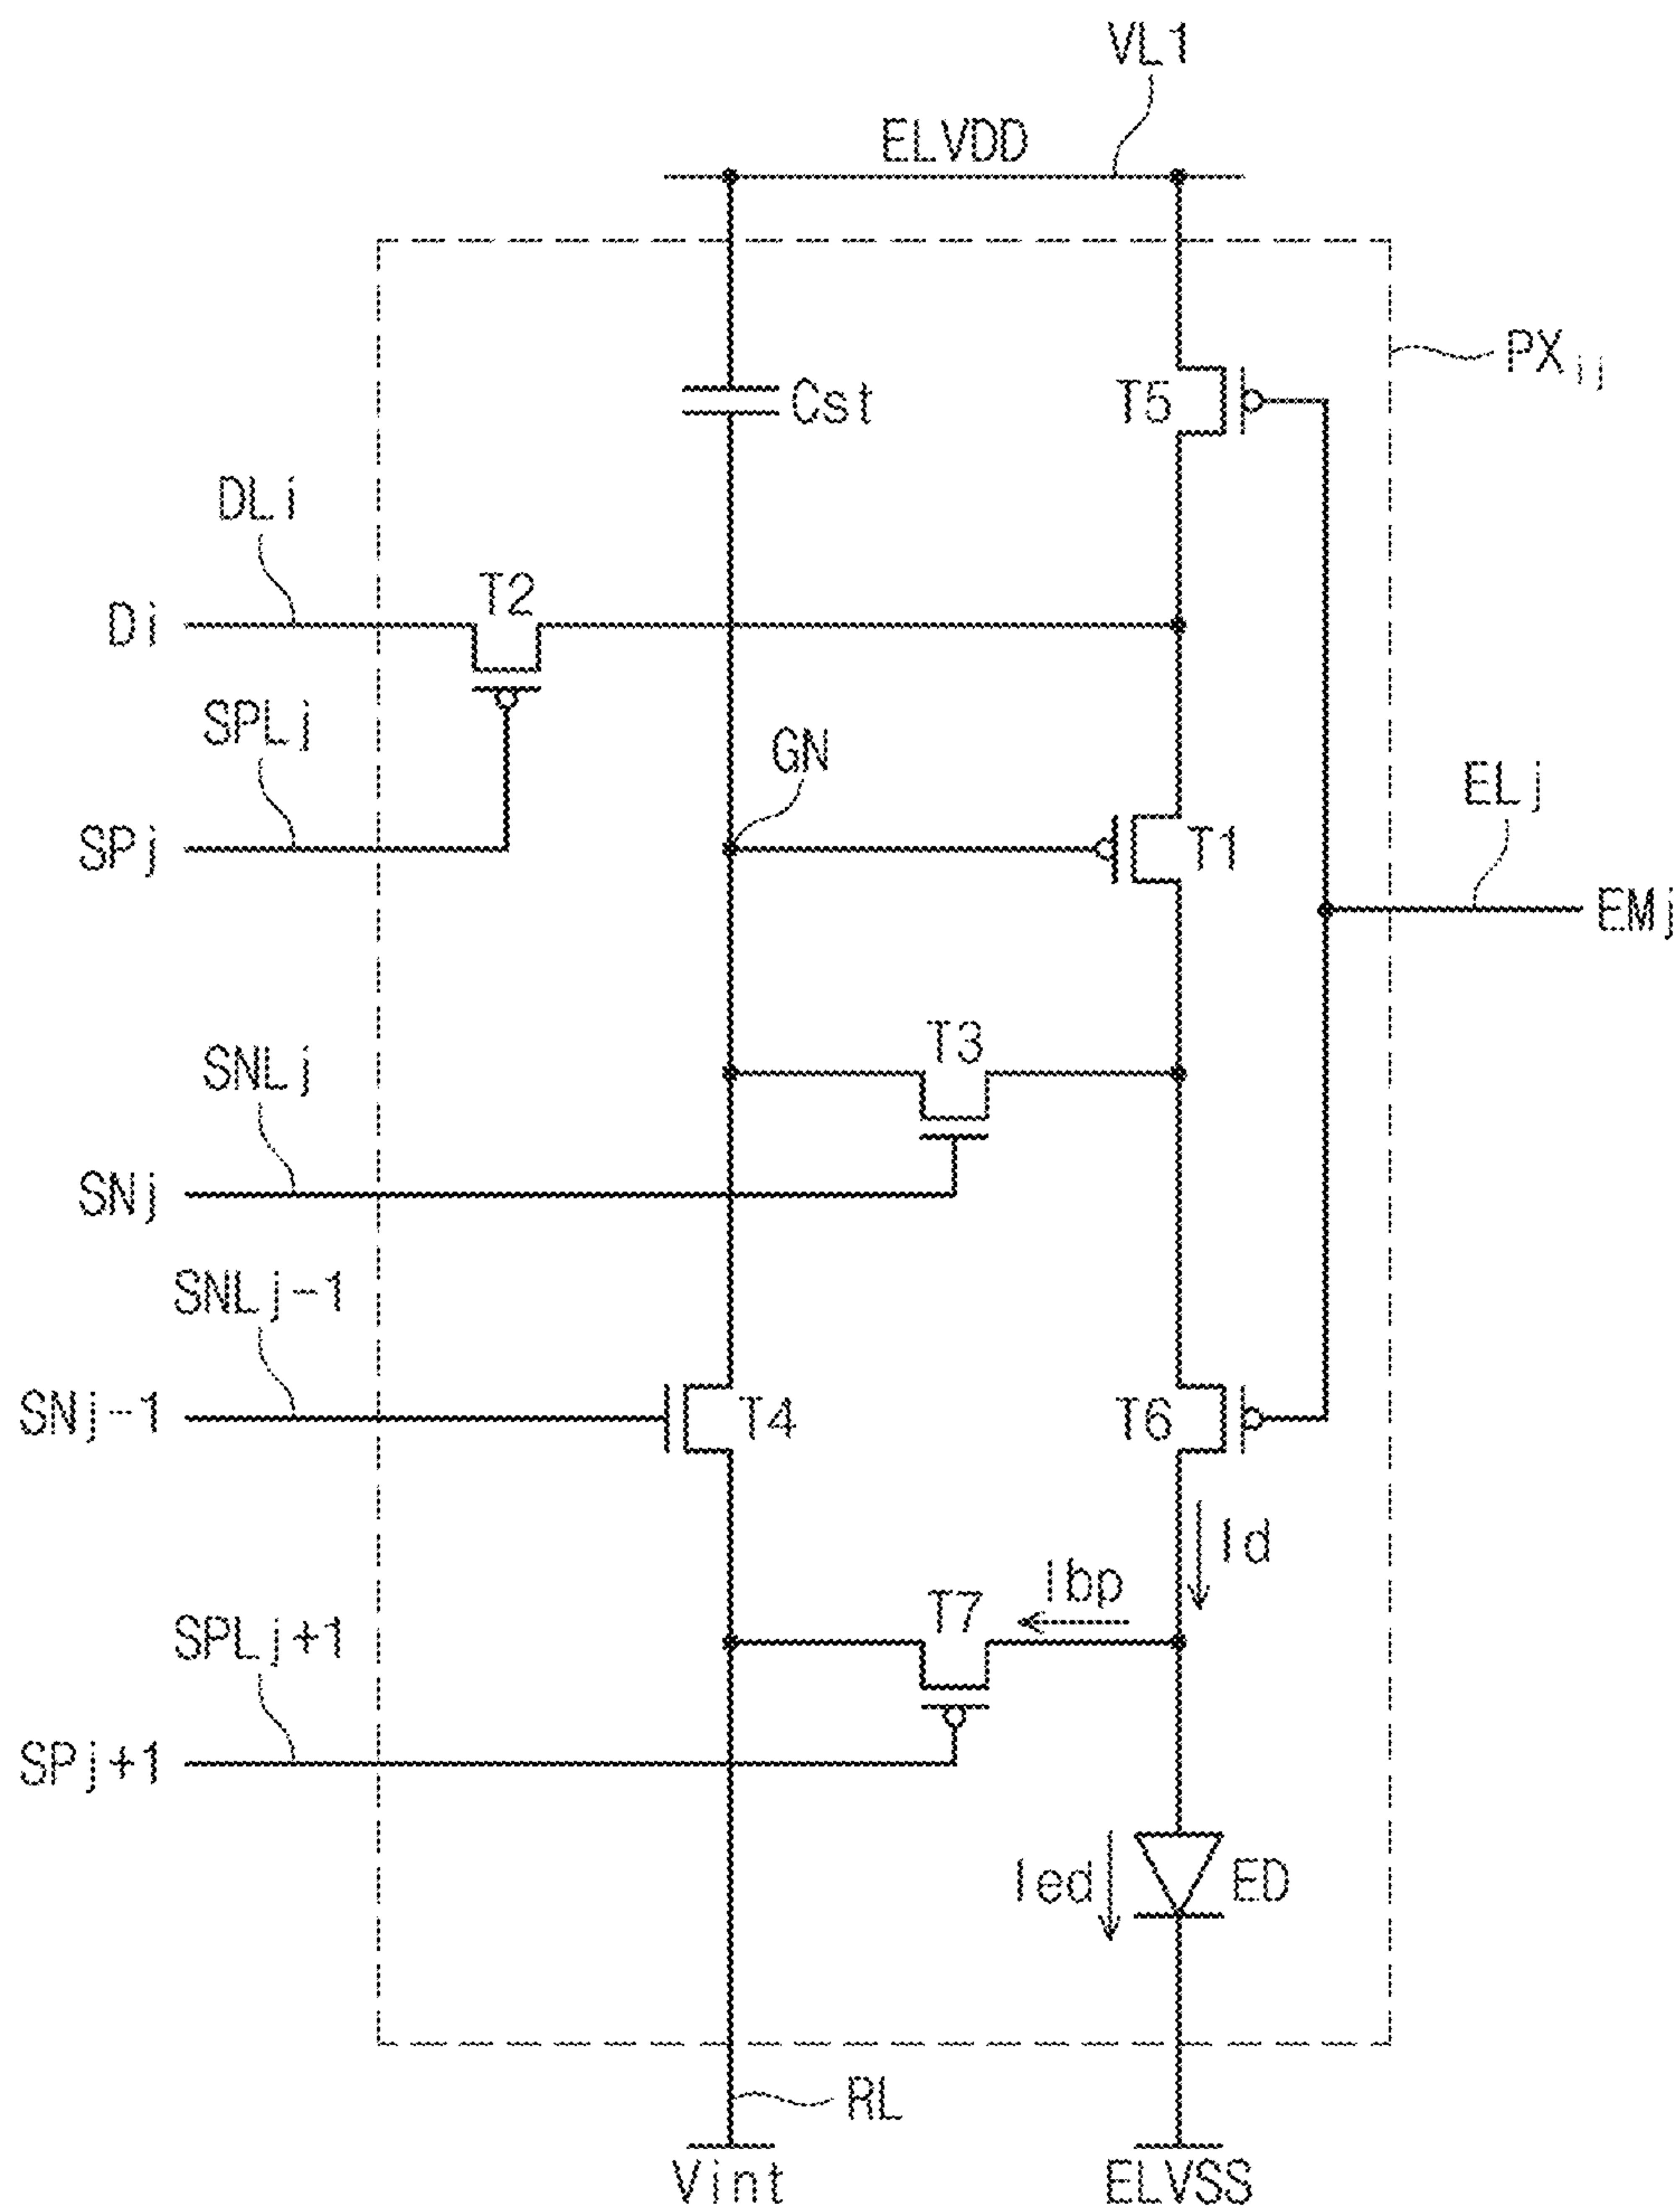 VL1
ELVDD
PXij
T5
Cst
DLi
T2
Di
SPLj
GN
ELj
SPj
T1
EMj
T3
SNLj
SNj
SNLj-1
SNj-1
T4
T6
Id
Ibp
T7
SPLj+1
SPj+1
Ied
ED
RL
Vint
ELVSS